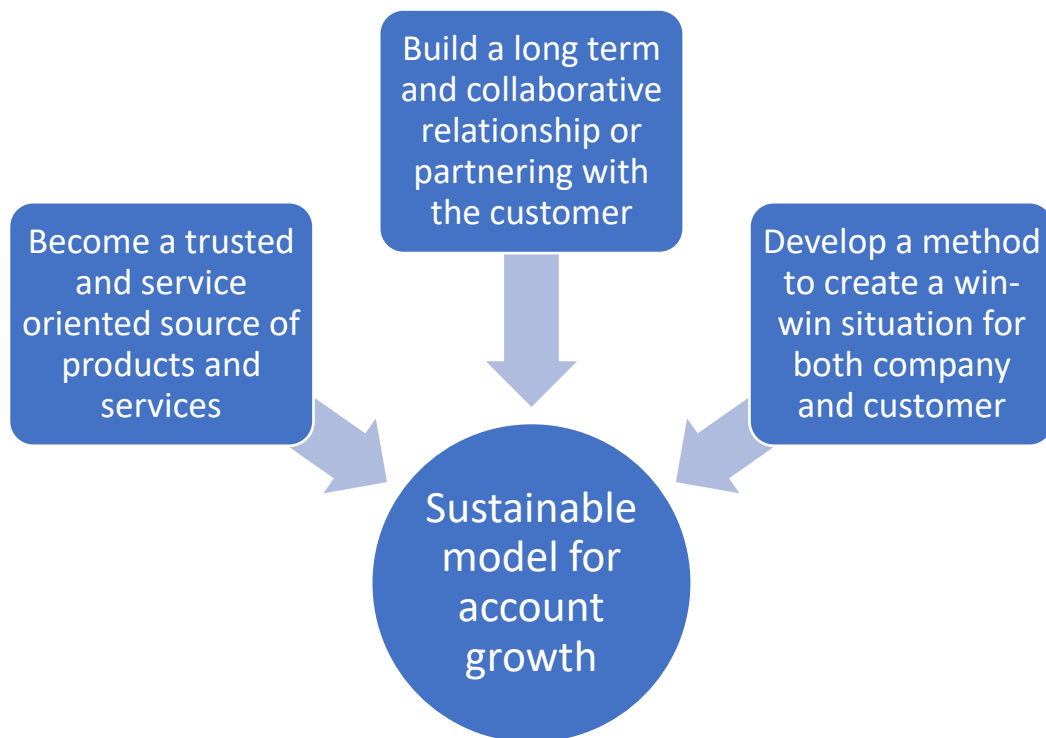 Build a long term
and collaborative
relationship or
partnering with
the customer
Become a trusted
and service
oriented source of
products and
services
Develop a method
to create a win-
win situation for
both company
and customer
Sustainable
model for
account
growth